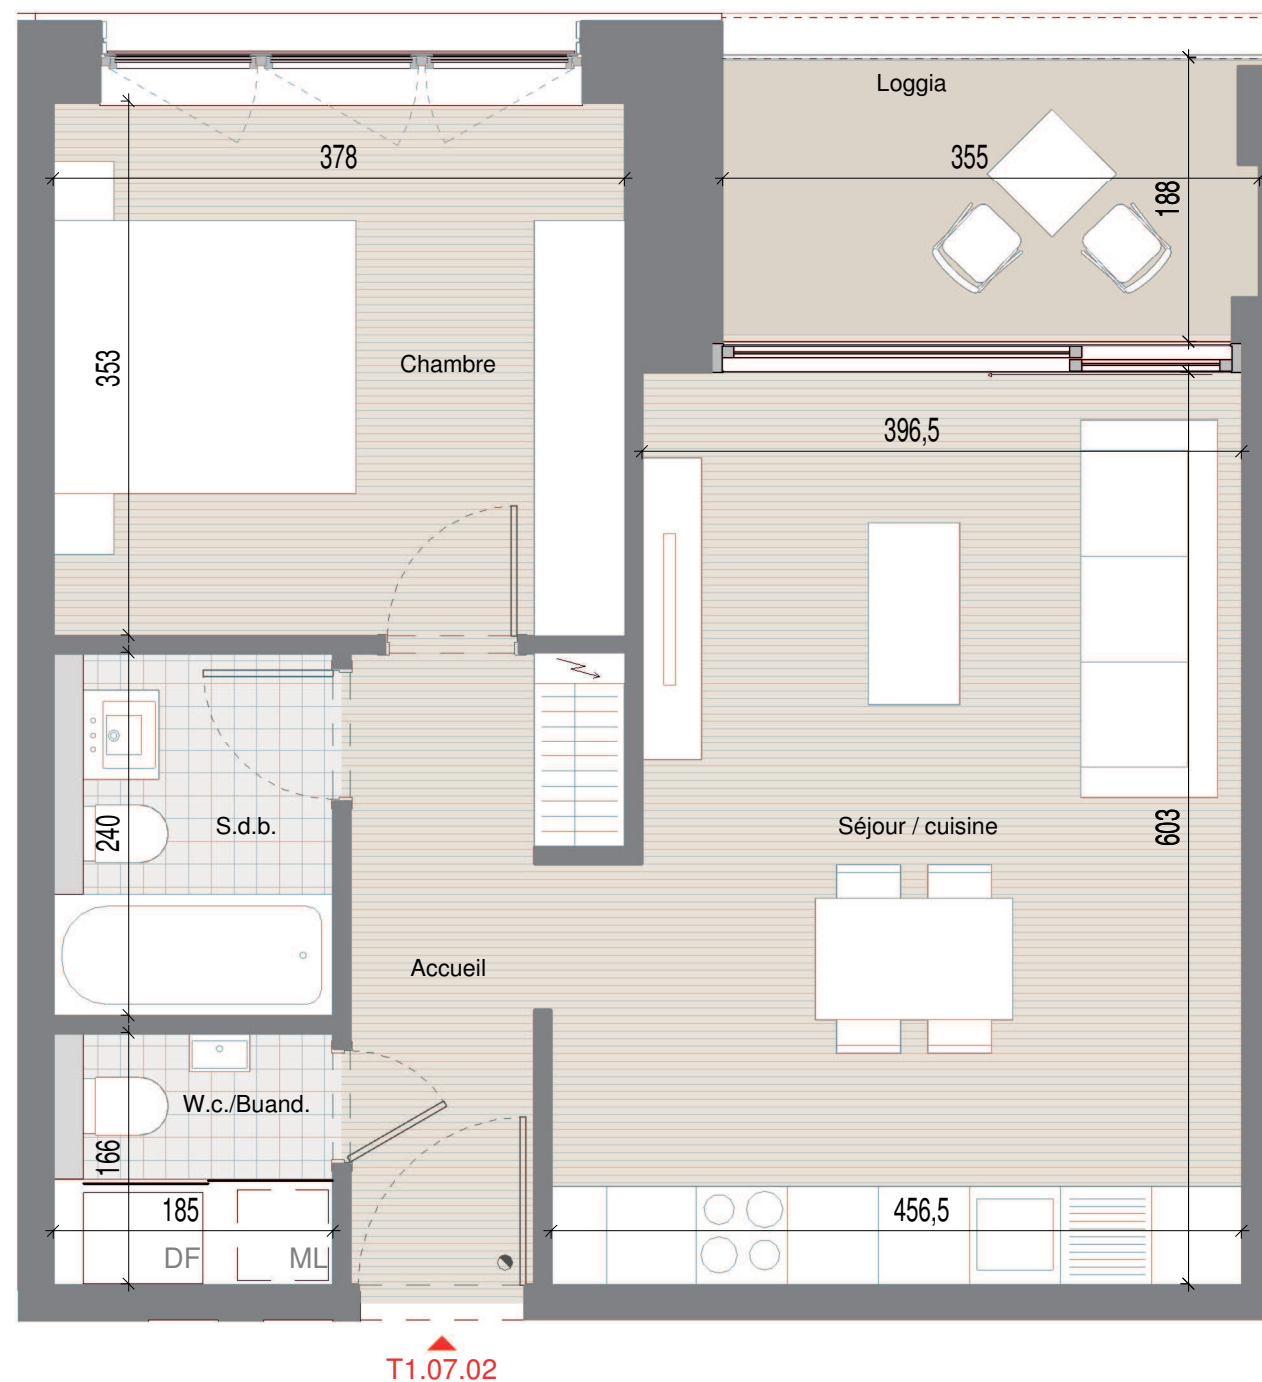 Loggia
378
355
188
353
Chambre
396,5
S.d.b.
240
Séjour / cuisine
603
Accueil
W.c./Buand.
166
185
456,5
DF
ML
T1.07.02